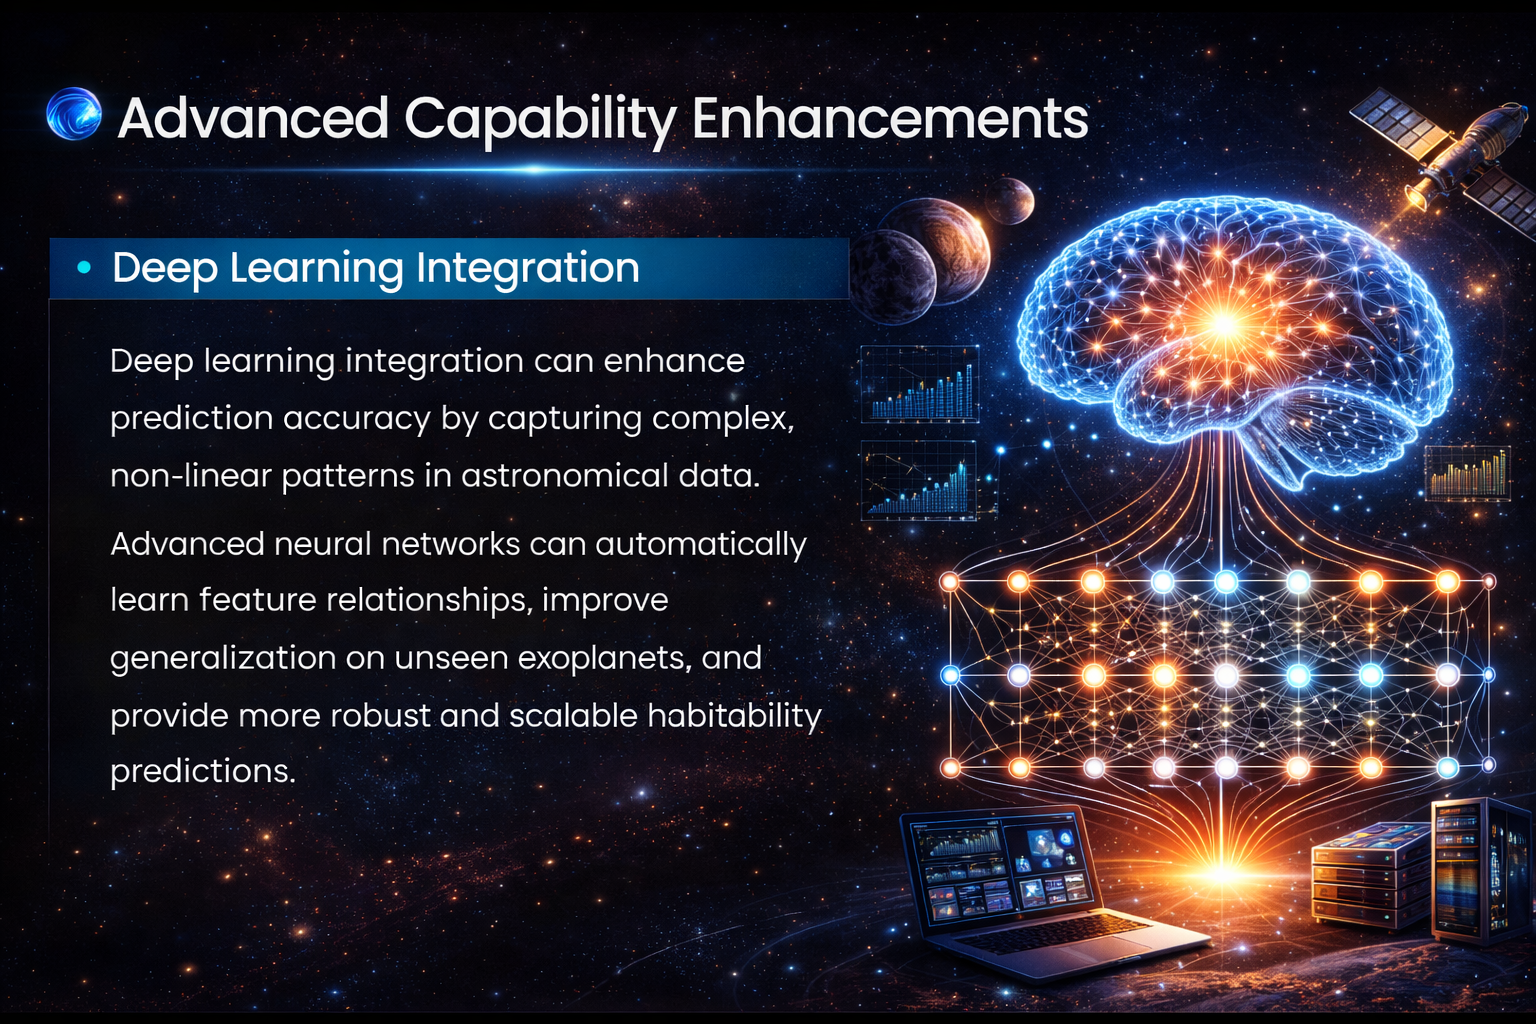 Advanced Capability Enhancements
• Deep Learning Integration
Deep learning integration can enhance
prediction accuracy by capturing complex,
non-linear patterns in astronomical data.
Advanced neural networks can automatically
learn feature relationships, improve
generalization on unseen exoplanets, and
provide more robust and scalable habitability
predictions.